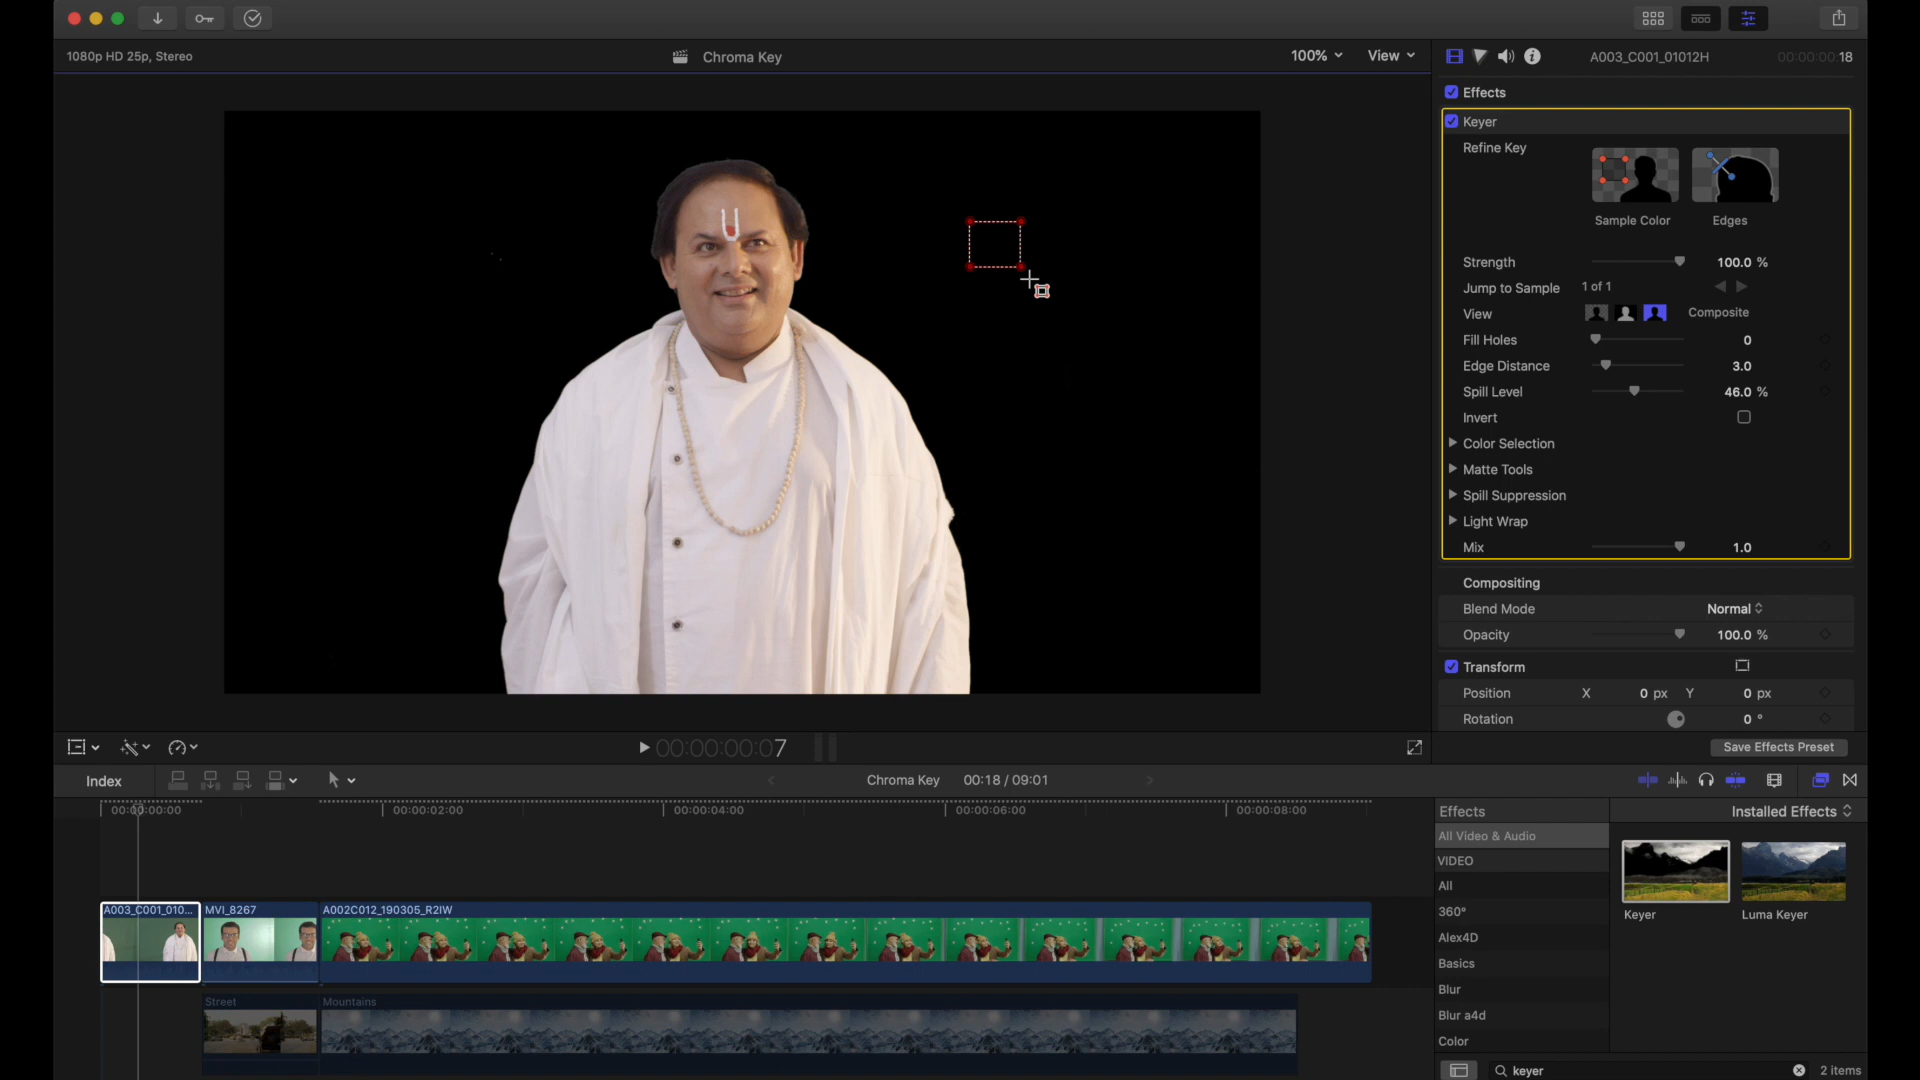 1080p HD 25p, Stereo
Chroma Key
100%
View
A003_C001_01012H
00:00:00:18
Effects
Keyer
Refine Key
Sample Color
Edges
Strength
100.0 %
Jump to Sample
1 of 1
View
Composite
Fill Holes
0
Edge Distance
3.0
Spill Level
46.0 %
Invert
Color Selection
Matte Tools
Spill Suppression
Light Wrap
Mix
1.0
Compositing
Blend Mode
Normal
Opacity
100.0 %
Transform
Position
X
0 px
Y
0 px
Rotation
0 °
00:00:00:07
Save Effects Preset
Index
Chroma Key
00:18 / 09:01
00:00:00:00
00:00:02:00
00:00:04:00
00:00:06:00
00:00:08:00
Effects
Installed Effects
All Video & Audio
VIDEO
All
360°
Alex4D
Basics
Blur
Blur a4d
Color
Keyer
Luma Keyer
A003_C001_010...
MVI_8267
A002C012_190305_R2IW
Street
Mountains
keyer
2 items